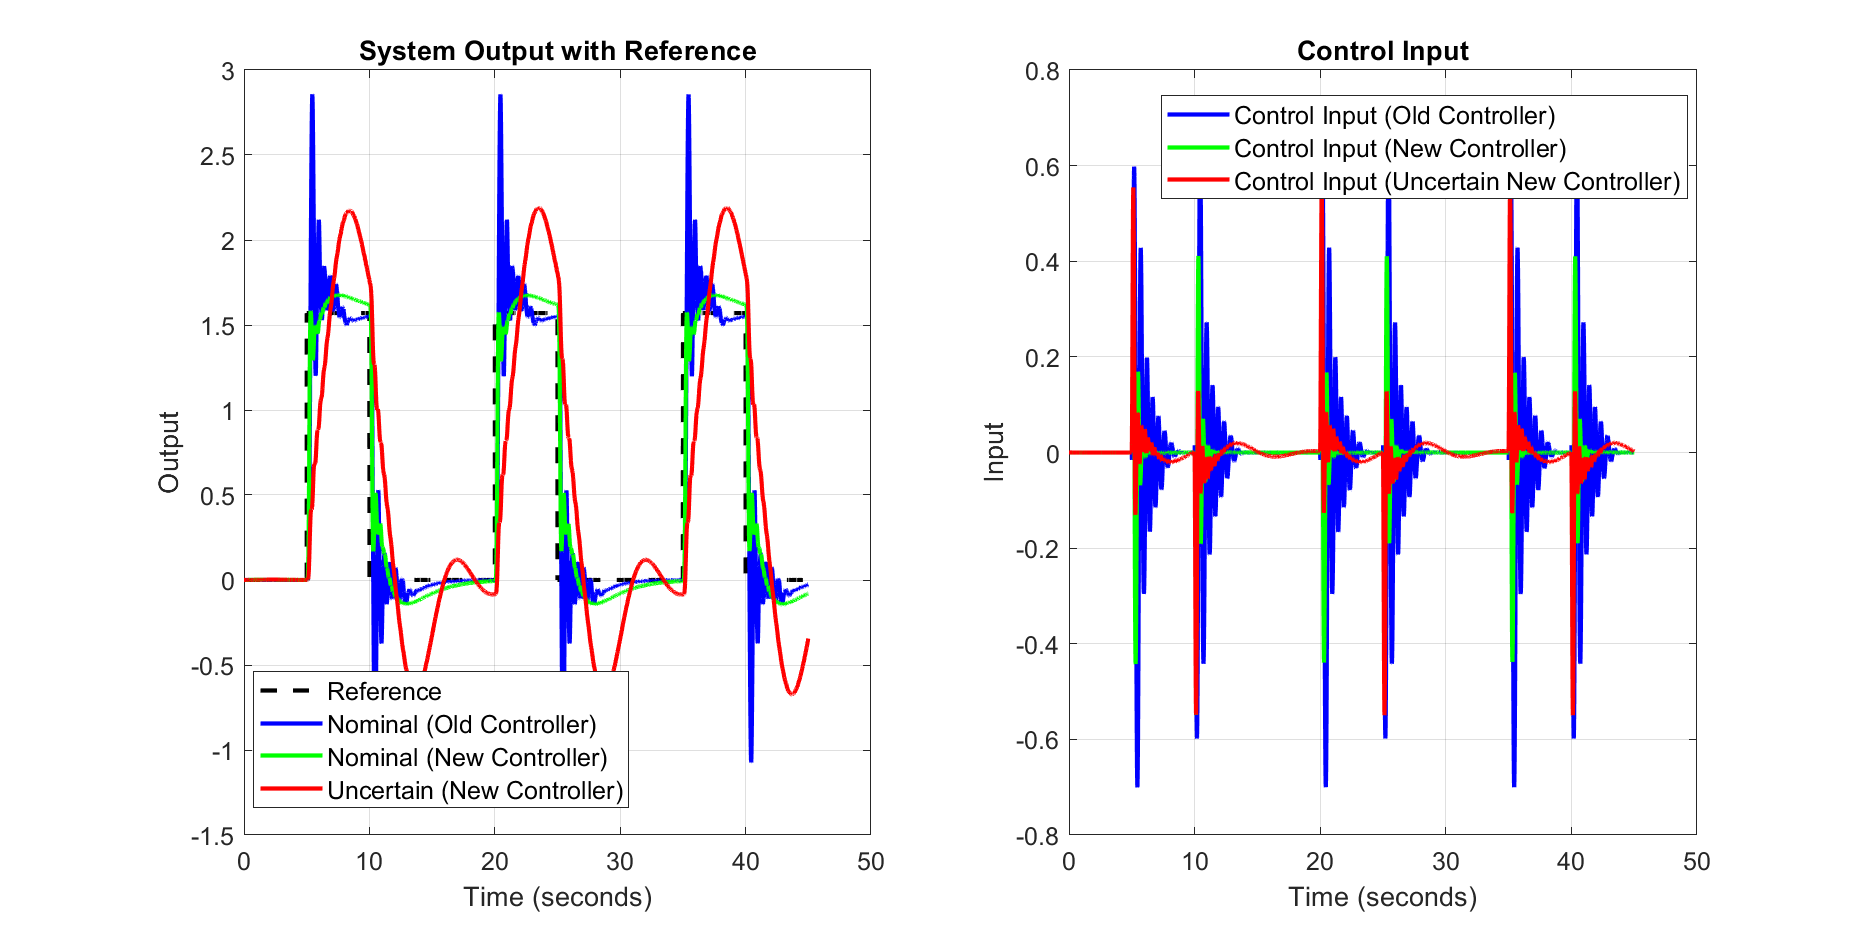 System Output with Reference
3
2.5
2
1.5
1
0.5
0
-0.5
-1
-1.5
Output
0
10
20
30
40
50
Time (seconds)
Reference
Nominal (Old Controller)
Nominal (New Controller)
Uncertain (New Controller)
Control Input
0.8
0.6
0.4
0.2
0
-0.2
-0.4
-0.6
-0.8
Input
0
10
20
30
40
50
Time (seconds)
Control Input (Old Controller)
Control Input (New Controller)
Control Input (Uncertain New Controller)